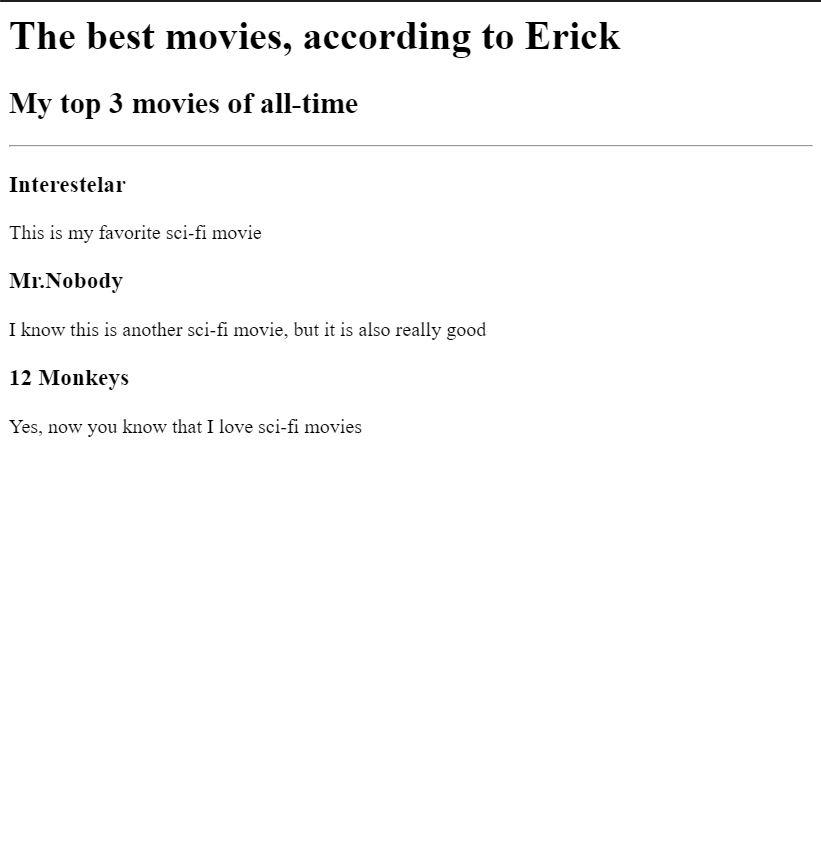 The best movies, according to Erick
My top 3 movies of all-time
Interestelar
This is my favorite sci-fi movie
Mr.Nobody
I know this is another sci-fi movie, but it is also really good
12 Monkeys
Yes, now you know that I love sci-fi movies